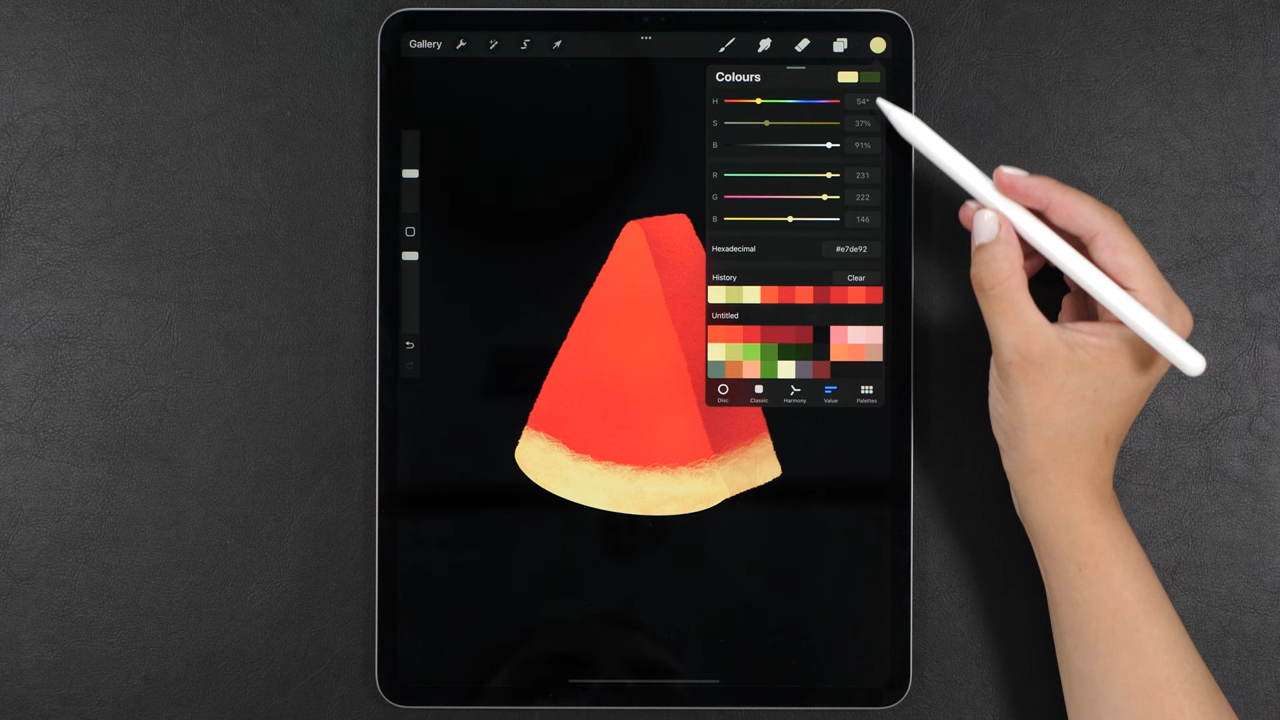 Gallery
Colours
H 54°
S 37%
B 91%
R 231
G 222
B 146
Hexadecimal #e7de92
History Clear
Untitled
Disc Classic Harmony Value Palettes